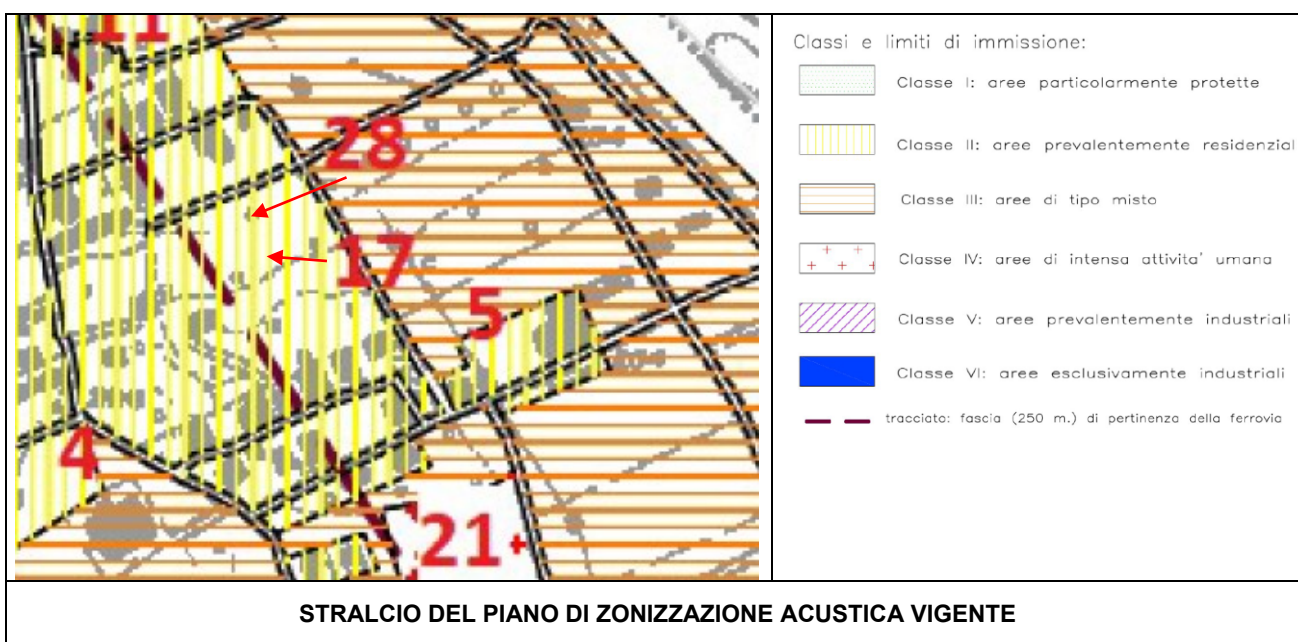 11
28
17
5
4
21
Classi e limiti di immissione:
Classe I: aree particolarmente protette
Classe II: aree prevalentemente residenzial
Classe III: aree di tipo misto
Classe IV: aree di intensa attivita' umana
Classe V: aree prevalentemente industriali
Classe VI: aree esclusivamente industriali
tracciato: fascia (250 m.) di pertinenza della ferrovia
STRALCIO DEL PIANO DI ZONIZZAZIONE ACUSTICA VIGENTE